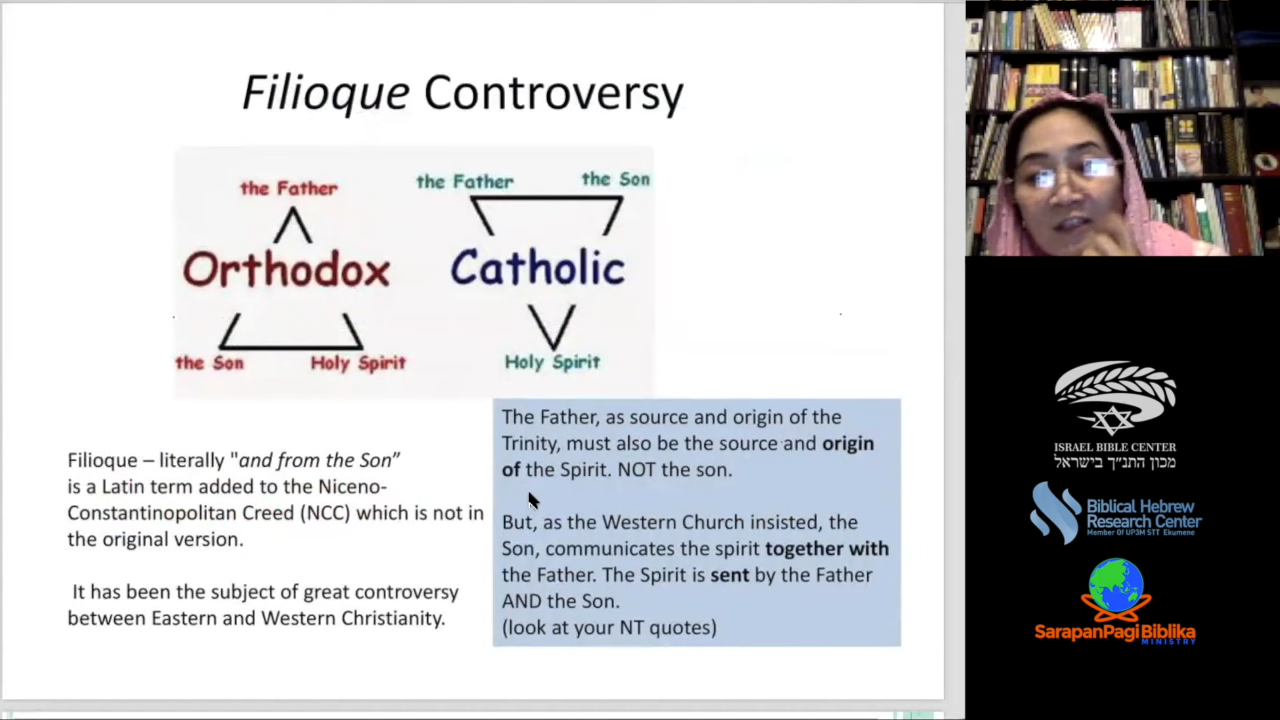 Filioque Controversy
the Father
Orthodox
the Son Holy Spirit
the Father the Son
Catholic
Holy Spirit
Filioque – literally "and from the Son”
is a Latin term added to the Niceno-
Constantinopolitan Creed (NCC) which is not in
the original version.
It has been the subject of great controversy
between Eastern and Western Christianity.
The Father, as source and origin of the
Trinity, must also be the source and origin
of the Spirit. NOT the son.
But, as the Western Church insisted, the
Son, communicates the spirit together with
the Father. The Spirit is sent by the Father
AND the Son.
(look at your NT quotes)
ISRAEL BIBLE CENTER
מכון התנ״ך בישראל
Biblical Hebrew
Research Center
Member Of UP3M STT Ekumene
SarapanPagi Biblika
MINISTRY